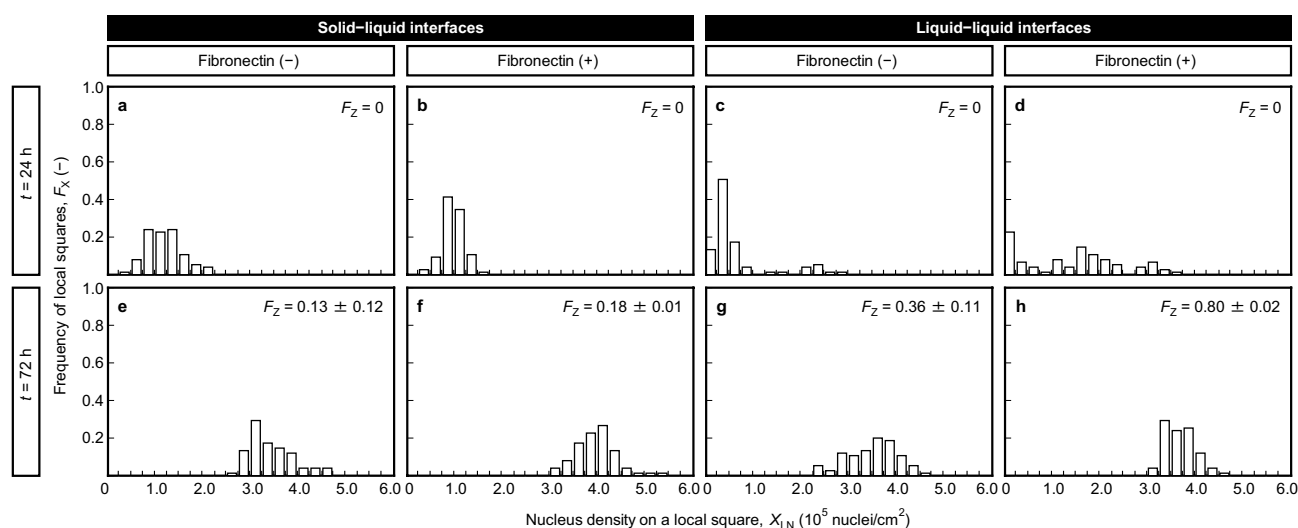 Solid−liquid interfaces
Liquid−liquid interfaces
Fibronectin (−)
Fibronectin (+)
Fibronectin (−)
Fibronectin (+)
t = 24 h
t = 72 h
Frequency of local squares, FX (−)
1.0
0.8
0.6
0.4
0.2
0
a
FZ = 0
b
FZ = 0
c
FZ = 0
d
FZ = 0
1.0
0.8
0.6
0.4
0.2
e
FZ = 0.13 ± 0.12
f
FZ = 0.18 ± 0.01
g
FZ = 0.36 ± 0.11
h
FZ = 0.80 ± 0.02
0 1.0 2.0 3.0 4.0 5.0 6.0 0 1.0 2.0 3.0 4.0 5.0 6.0 0 1.0 2.0 3.0 4.0 5.0 6.0 0 1.0 2.0 3.0 4.0 5.0 6.0
Nucleus density on a local square, XLN (10⁵ nuclei/cm²)